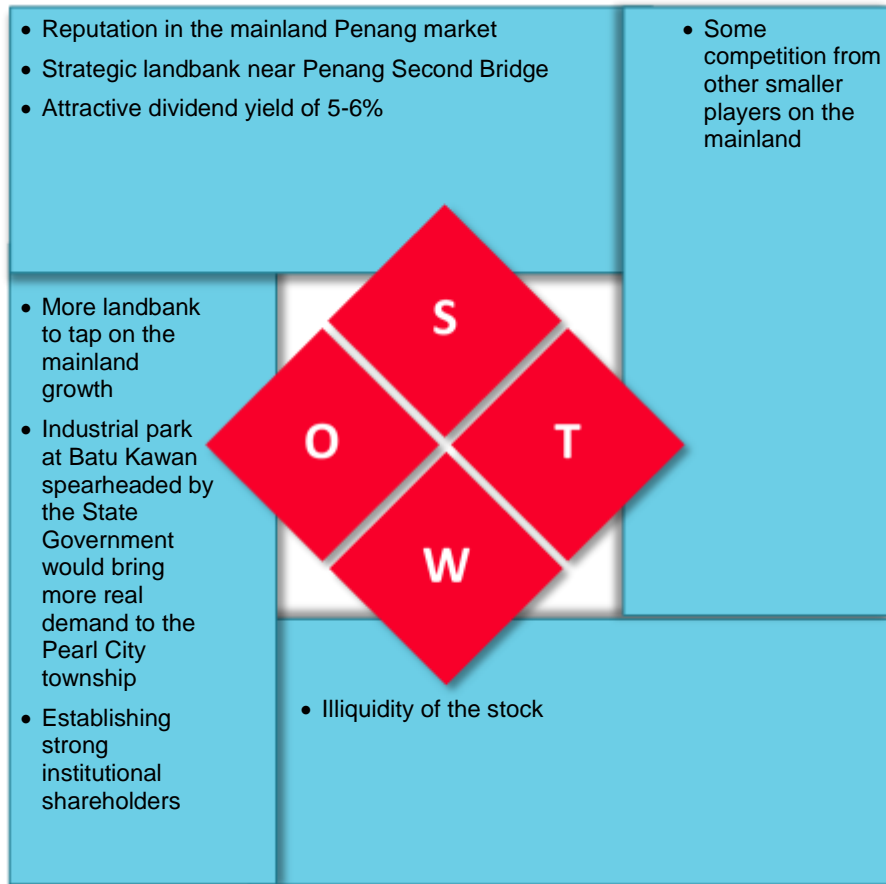 • Reputation in the mainland Penang market
• Strategic landbank near Penang Second Bridge
• Attractive dividend yield of 5-6%
• Some
competition from
other smaller
players on the
mainland
S
O
T
W
• More landbank
to tap on the
mainland
growth
• Industrial park
at Batu Kawan
spearheaded by
the State
Government
would bring
more real
demand to the
Pearl City
township
• Establishing
strong
institutional
shareholders
• Illiquidity of the stock